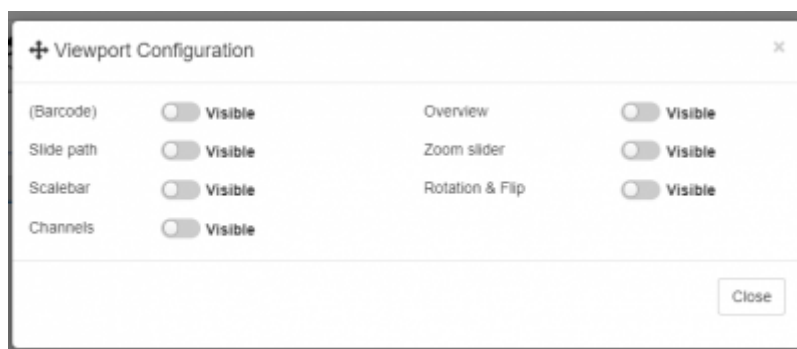 Viewport Configuration ×
(Barcode) Visible Overview Visible
Slide path Visible Zoom slider Visible
Scalebar Visible Rotation & Flip Visible
Channels Visible
Close